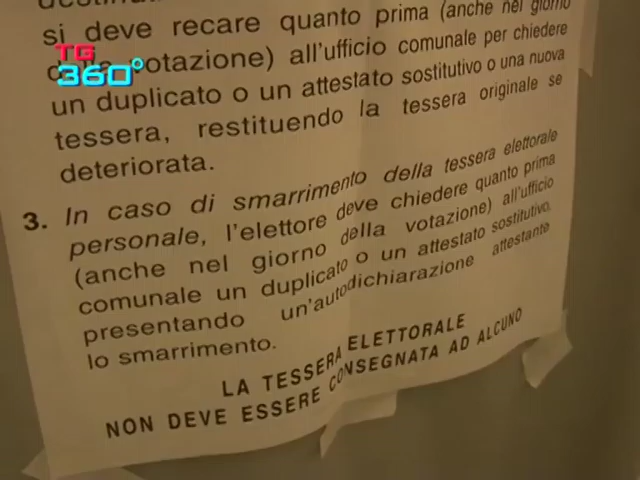 si deve recare quanto prima (anche nel giorno
della votazione) all'ufficio comunale per chiedere
un duplicato o un attestato sostitutivo o una nuova
tessera, restituendo la tessera originale se
deteriorata.
3. In caso di smarrimento della tessera elettorale
personale, l'elettore deve chiedere quanto prima
(anche nel giorno della votazione) all'ufficio
comunale un duplicato o un attestato sostitutivo,
presentando un'autodichiarazione attestante
lo smarrimento.
LA TESSERA ELETTORALE
NON DEVE ESSERE CONSEGNATA AD ALCUNO
TG
360°